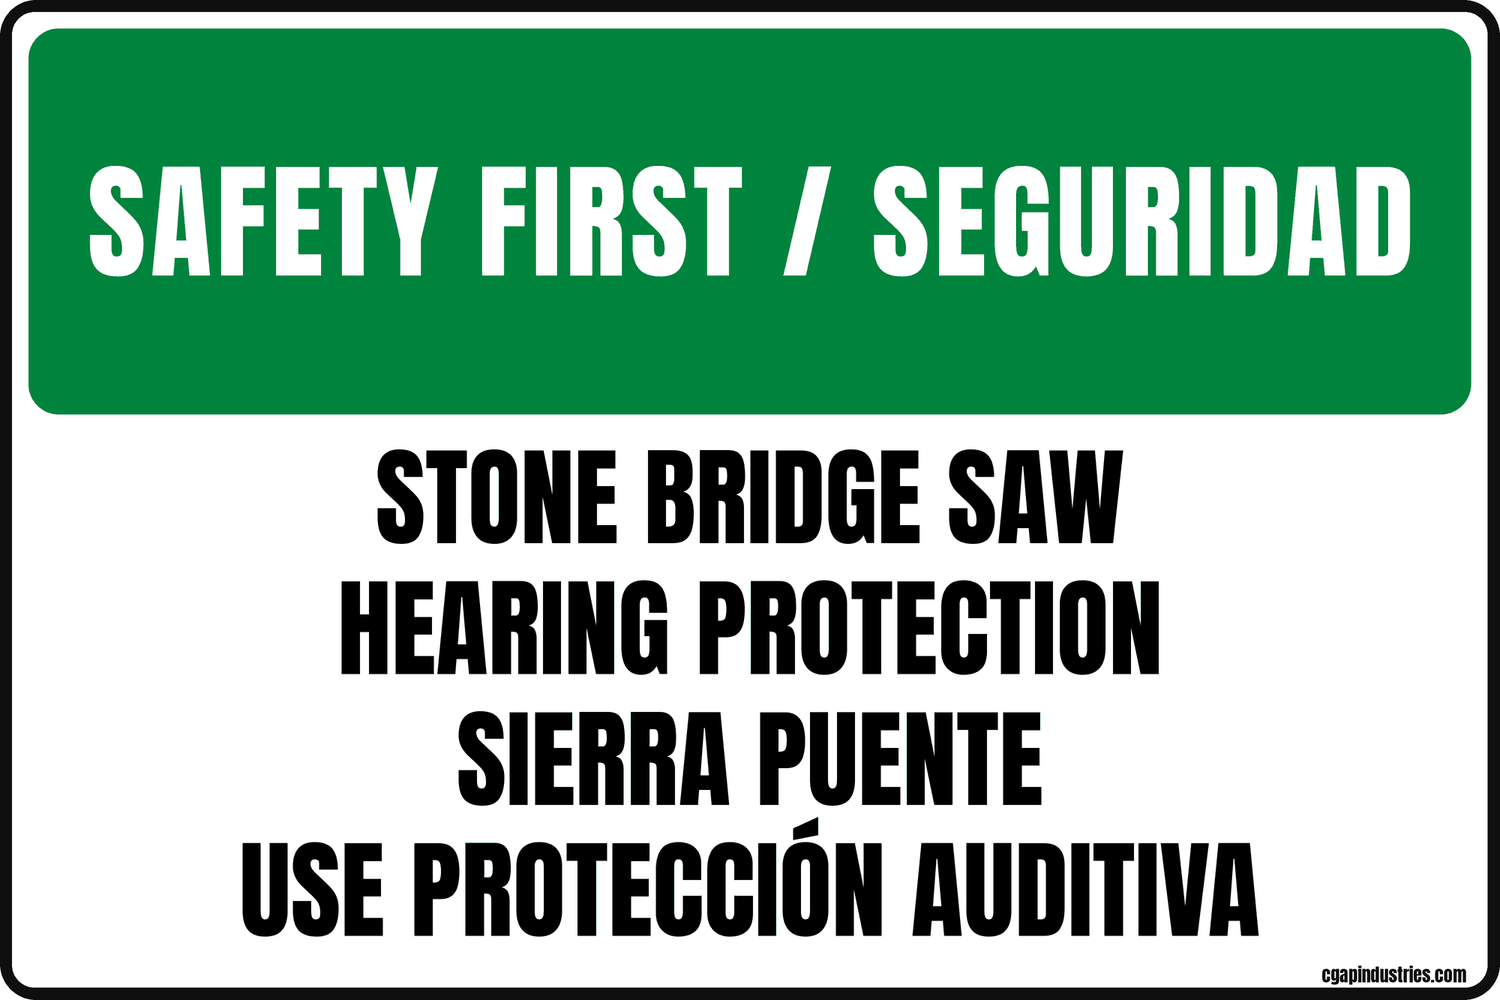 SAFETY FIRST / SEGURIDAD
STONE BRIDGE SAW
HEARING PROTECTION
SIERRA PUENTE
USE PROTECCIÓN AUDITIVA
cgapindustries.com